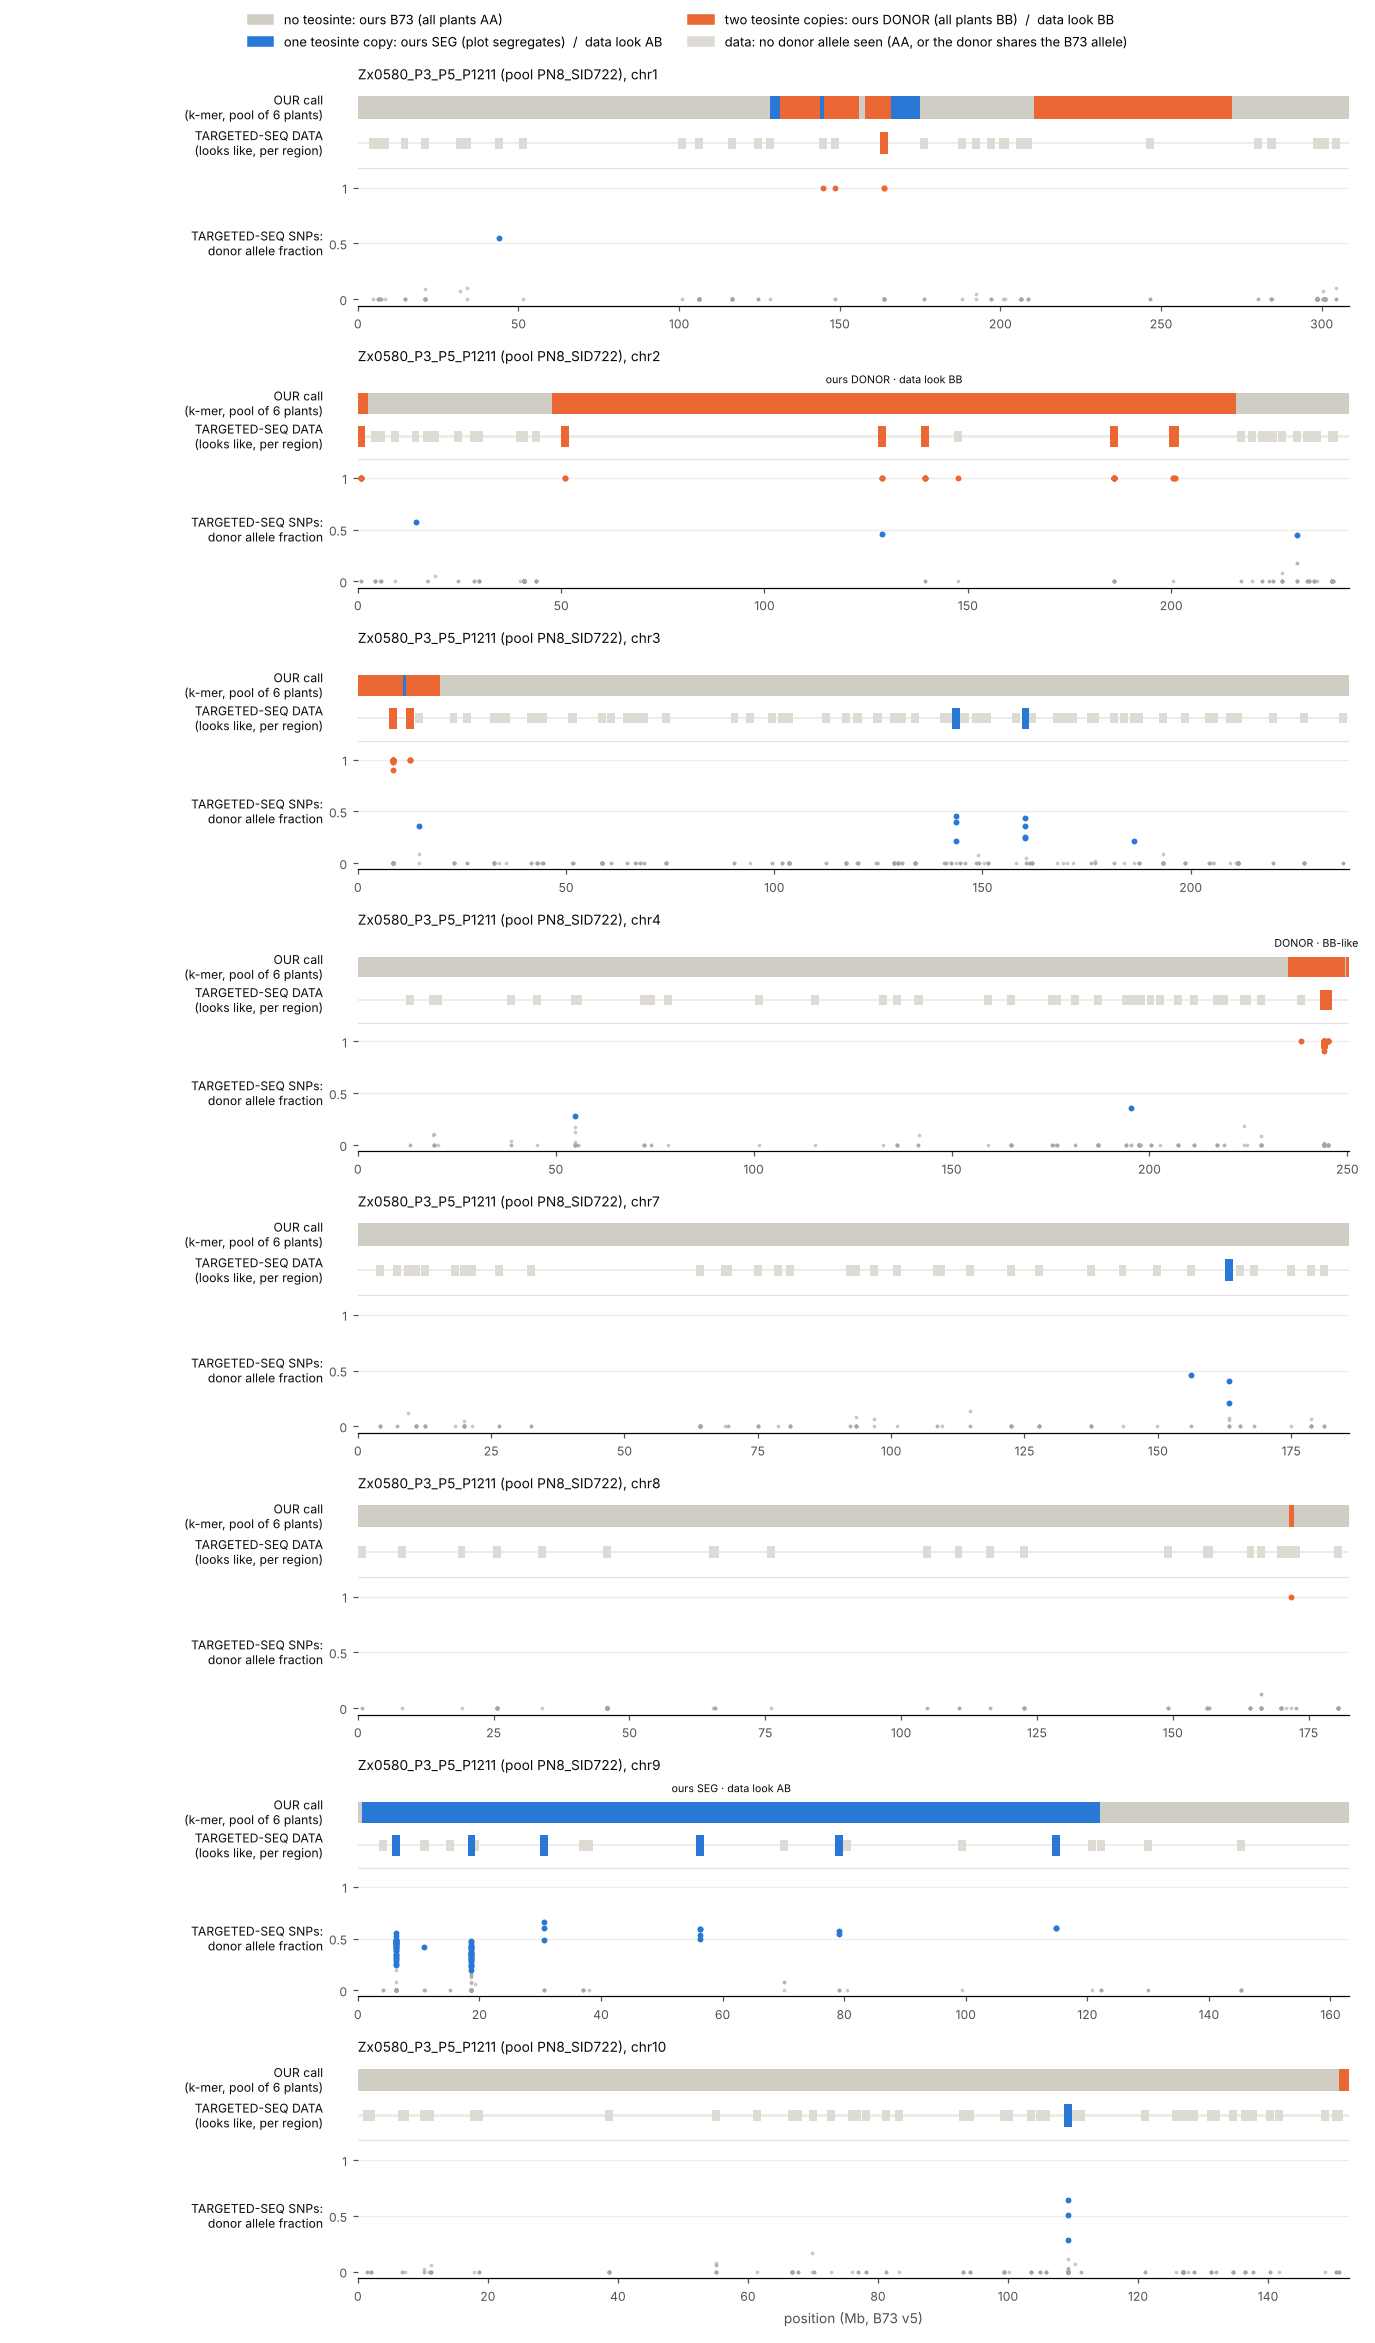 no teosinte: ours B73 (all plants AA)
two teosinte copies: ours DONOR (all plants BB)  /  data look BB
one teosinte copy: ours SEG (plot segregates)  /  data look AB
data: no donor allele seen (AA, or the donor shares the B73 allele)
Zx0580_P3_P5_P1211 (pool PN8_SID722), chr1
OUR call
(k-mer, pool of 6 plants)
TARGETED-SEQ DATA
(looks like, per region)
1
TARGETED-SEQ SNPs:
donor allele fraction
0.5
0
0 50 100 150 200 250 300
Zx0580_P3_P5_P1211 (pool PN8_SID722), chr2
ours DONOR · data look BB
OUR call
(k-mer, pool of 6 plants)
TARGETED-SEQ DATA
(looks like, per region)
1
TARGETED-SEQ SNPs:
donor allele fraction
0.5
0
0 50 100 150 200
Zx0580_P3_P5_P1211 (pool PN8_SID722), chr3
OUR call
(k-mer, pool of 6 plants)
TARGETED-SEQ DATA
(looks like, per region)
1
TARGETED-SEQ SNPs:
donor allele fraction
0.5
0
0 50 100 150 200
Zx0580_P3_P5_P1211 (pool PN8_SID722), chr4
DONOR · BB-like
OUR call
(k-mer, pool of 6 plants)
TARGETED-SEQ DATA
(looks like, per region)
1
TARGETED-SEQ SNPs:
donor allele fraction
0.5
0
0 50 100 150 200 250
Zx0580_P3_P5_P1211 (pool PN8_SID722), chr7
OUR call
(k-mer, pool of 6 plants)
TARGETED-SEQ DATA
(looks like, per region)
1
TARGETED-SEQ SNPs:
donor allele fraction
0.5
0
0 25 50 75 100 125 150 175
Zx0580_P3_P5_P1211 (pool PN8_SID722), chr8
OUR call
(k-mer, pool of 6 plants)
TARGETED-SEQ DATA
(looks like, per region)
1
TARGETED-SEQ SNPs:
donor allele fraction
0.5
0
0 25 50 75 100 125 150 175
Zx0580_P3_P5_P1211 (pool PN8_SID722), chr9
ours SEG · data look AB
OUR call
(k-mer, pool of 6 plants)
TARGETED-SEQ DATA
(looks like, per region)
1
TARGETED-SEQ SNPs:
donor allele fraction
0.5
0
0 20 40 60 80 100 120 140 160
Zx0580_P3_P5_P1211 (pool PN8_SID722), chr10
OUR call
(k-mer, pool of 6 plants)
TARGETED-SEQ DATA
(looks like, per region)
1
TARGETED-SEQ SNPs:
donor allele fraction
0.5
0
0 20 40 60 80 100 120 140
position (Mb, B73 v5)